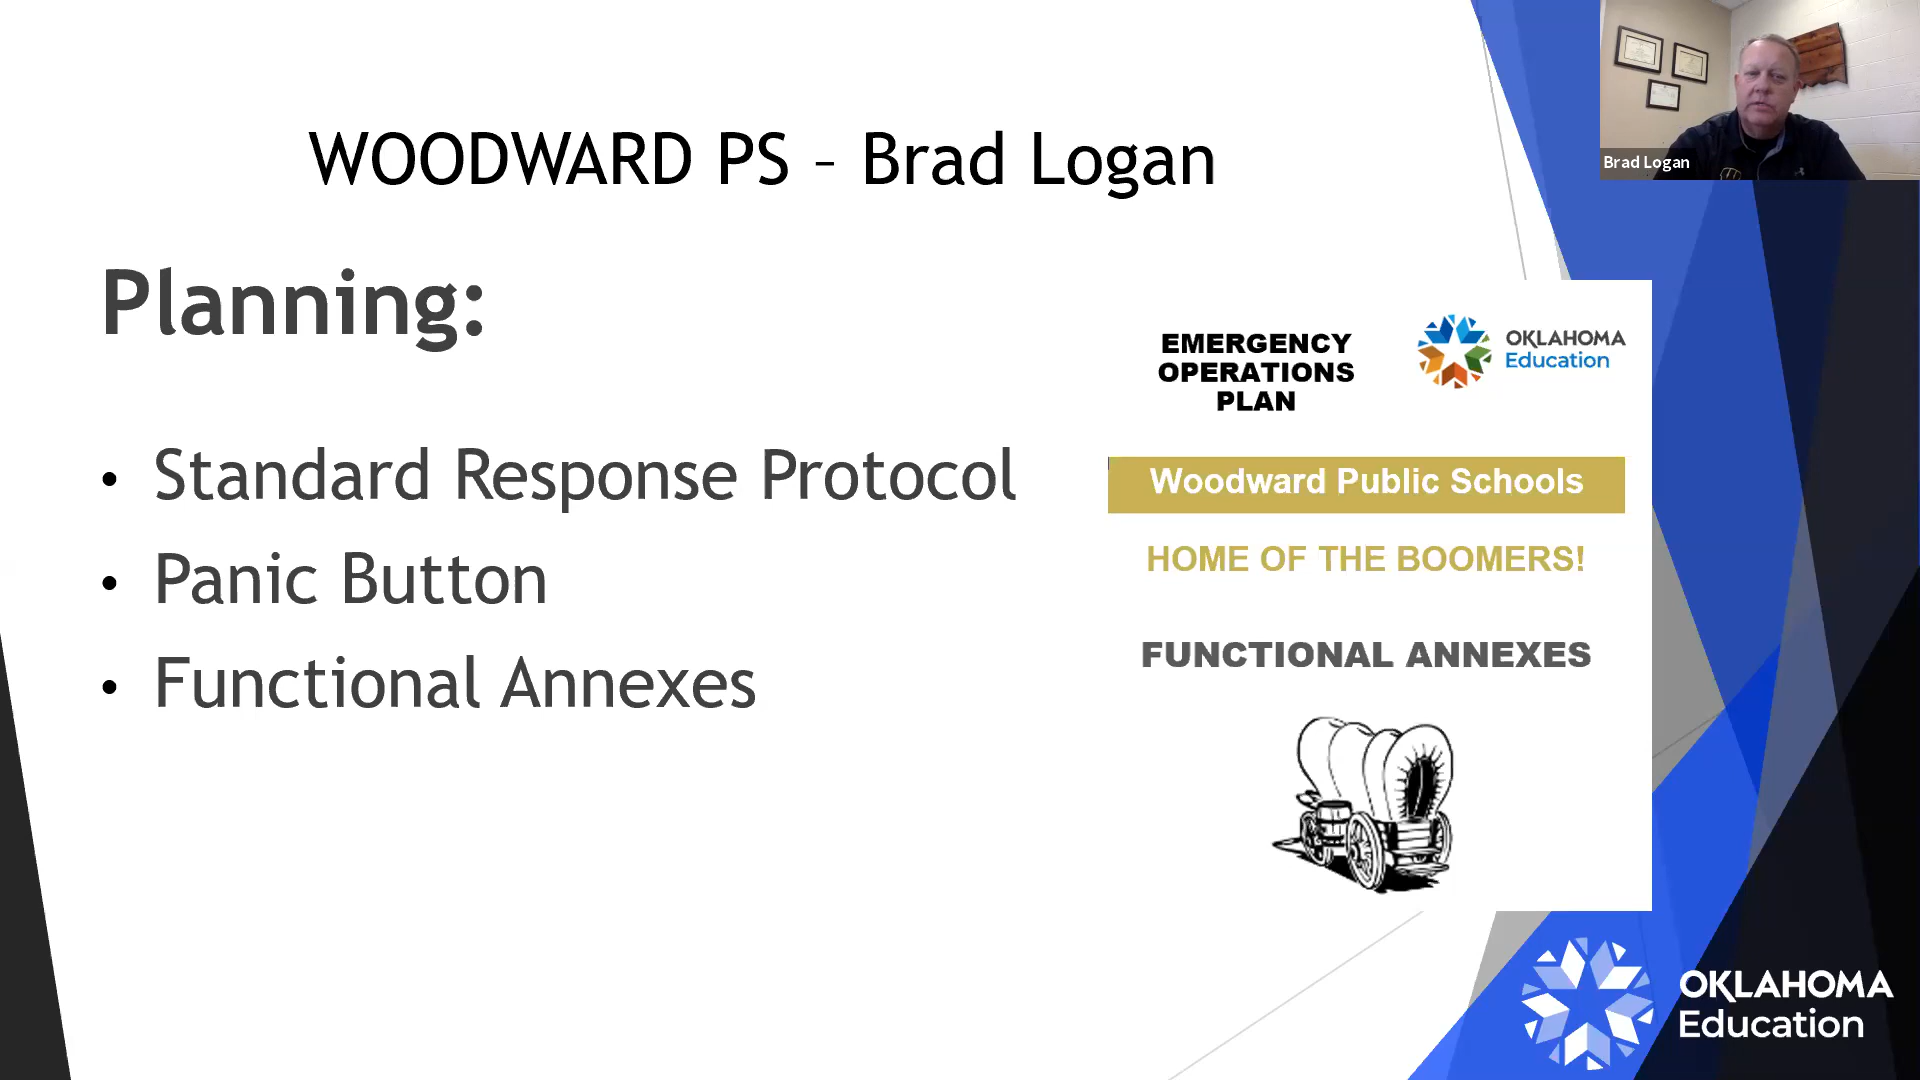 WOODWARD PS – Brad Logan
Brad Logan
Planning:
• Standard Response Protocol
• Panic Button
• Functional Annexes
EMERGENCY
OPERATIONS
PLAN
OKLAHOMA
Education
Woodward Public Schools
HOME OF THE BOOMERS!
FUNCTIONAL ANNEXES
OKLAHOMA
Education